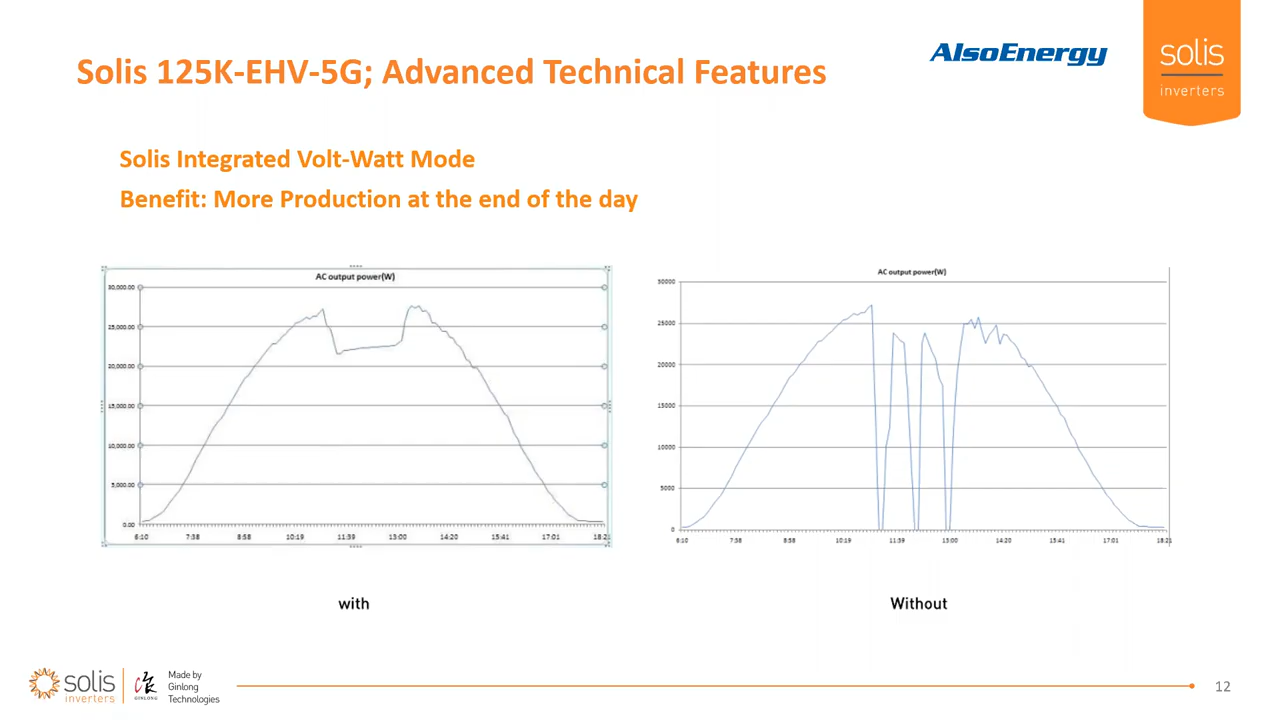 Solis 125K-EHV-5G; Advanced Technical Features
AlsoEnergy
solis
inverters
Solis Integrated Volt-Watt Mode
Benefit: More Production at the end of the day
AC output power(W)
30,000.00
25,000.00
20,000.00
15,000.00
10,000.00
5,000.00
0.00
6:10 7:38 8:58 10:19 11:39 13:00 14:20 15:41 17:01 18:21
with
AC output power(W)
30000
25000
20000
15000
10000
5000
0
6:10 7:38 8:58 10:19 11:39 13:00 14:20 15:41 17:01 18:21
Without
solis
inverters
GINLONG
Made by
Ginlong
Technologies
12